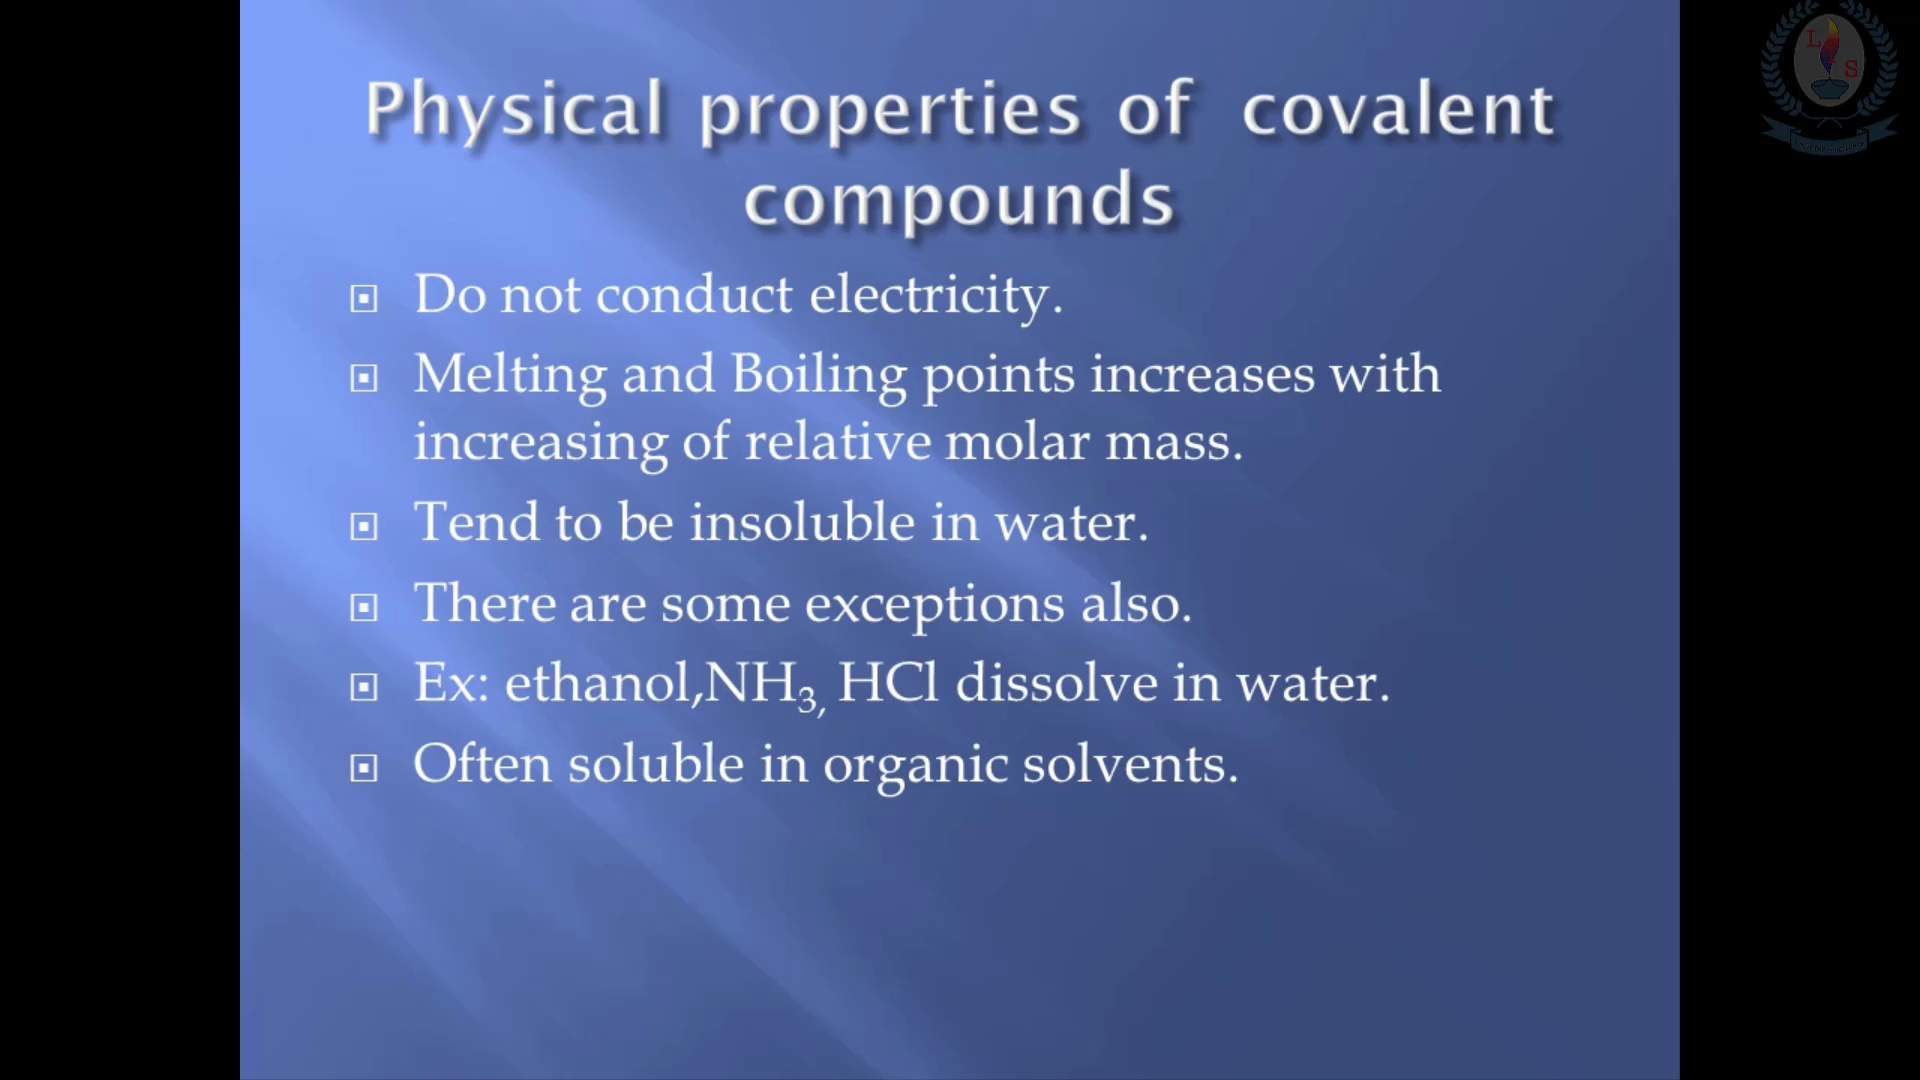 Physical properties of covalent
compounds
Do not conduct electricity.
Melting and Boiling points increases with
increasing of relative molar mass.
Tend to be insoluble in water.
There are some exceptions also.
Ex: ethanol,NH₃, HCl dissolve in water.
Often soluble in organic solvents.
L
S